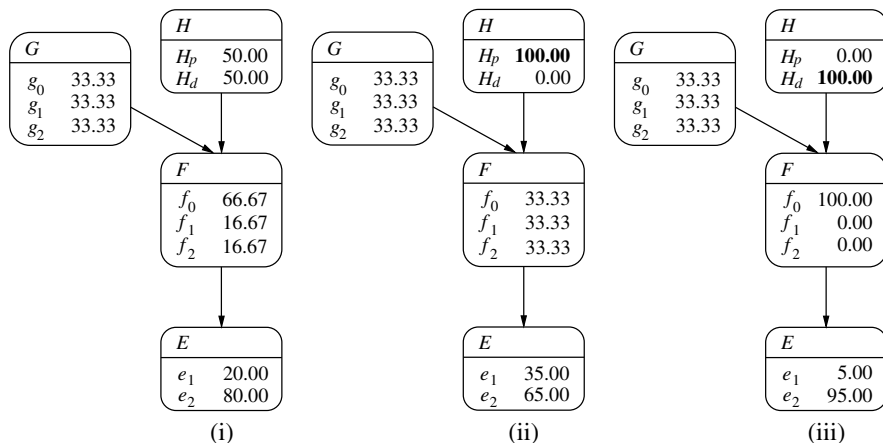 G
g0 33.33
g1 33.33
g2 33.33
H
Hp 50.00
Hd 50.00
F
f0 66.67
f1 16.67
f2 16.67
E
e1 20.00
e2 80.00
(i)
G
g0 33.33
g1 33.33
g2 33.33
H
Hp 100.00
Hd 0.00
F
f0 33.33
f1 33.33
f2 33.33
E
e1 35.00
e2 65.00
(ii)
G
g0 33.33
g1 33.33
g2 33.33
H
Hp 0.00
Hd 100.00
F
f0 100.00
f1 0.00
f2 0.00
E
e1 5.00
e2 95.00
(iii)